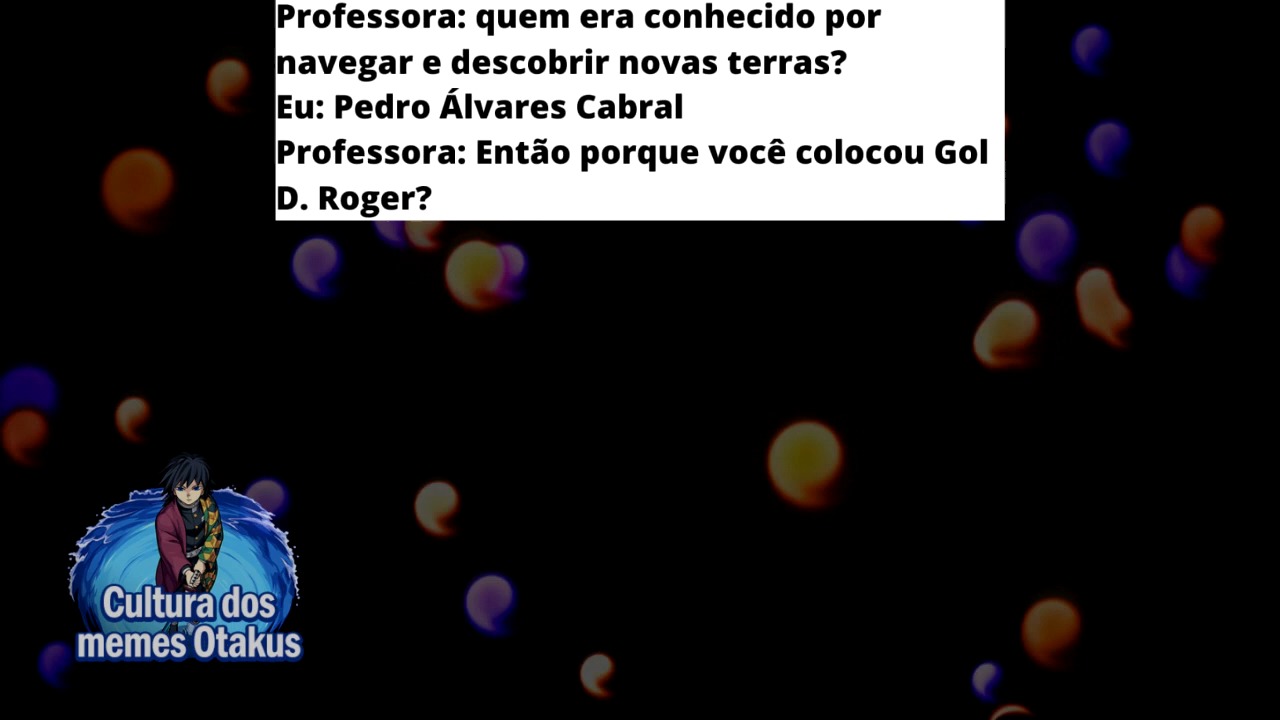 Professora: quem era conhecido por
navegar e descobrir novas terras?
Eu: Pedro Álvares Cabral
Professora: Então porque você colocou Gol
D. Roger?
Cultura dos
memes Otakus